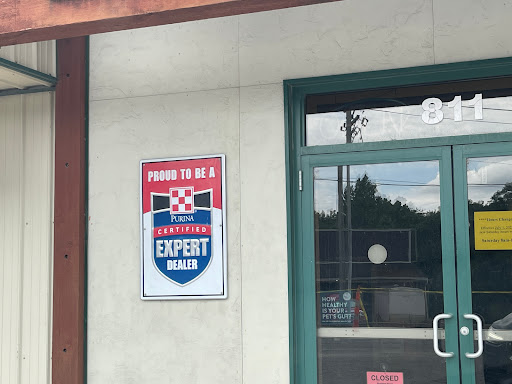 PROUD TO BE A
PURINA
CERTIFIED
EXPERT
DEALER
811
HOW
HEALTHY
IS YOUR
PET'S GUT?
CLOSED